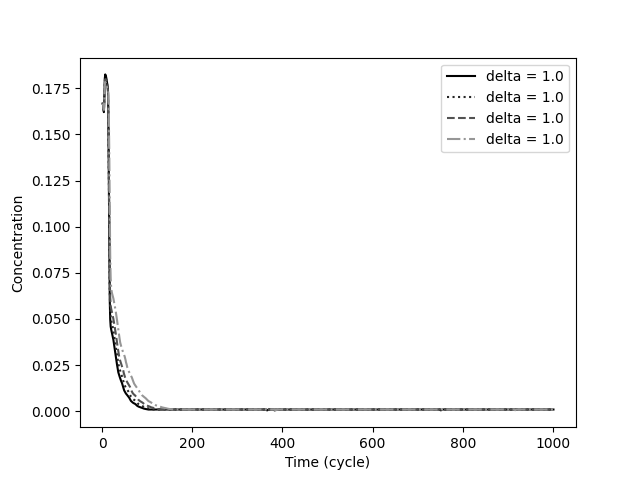 delta = 1.0
delta = 1.0
delta = 1.0
delta = 1.0
0.175
0.150
0.125
0.100
0.075
0.050
0.025
0.000
Concentration
0 200 400 600 800 1000
Time (cycle)